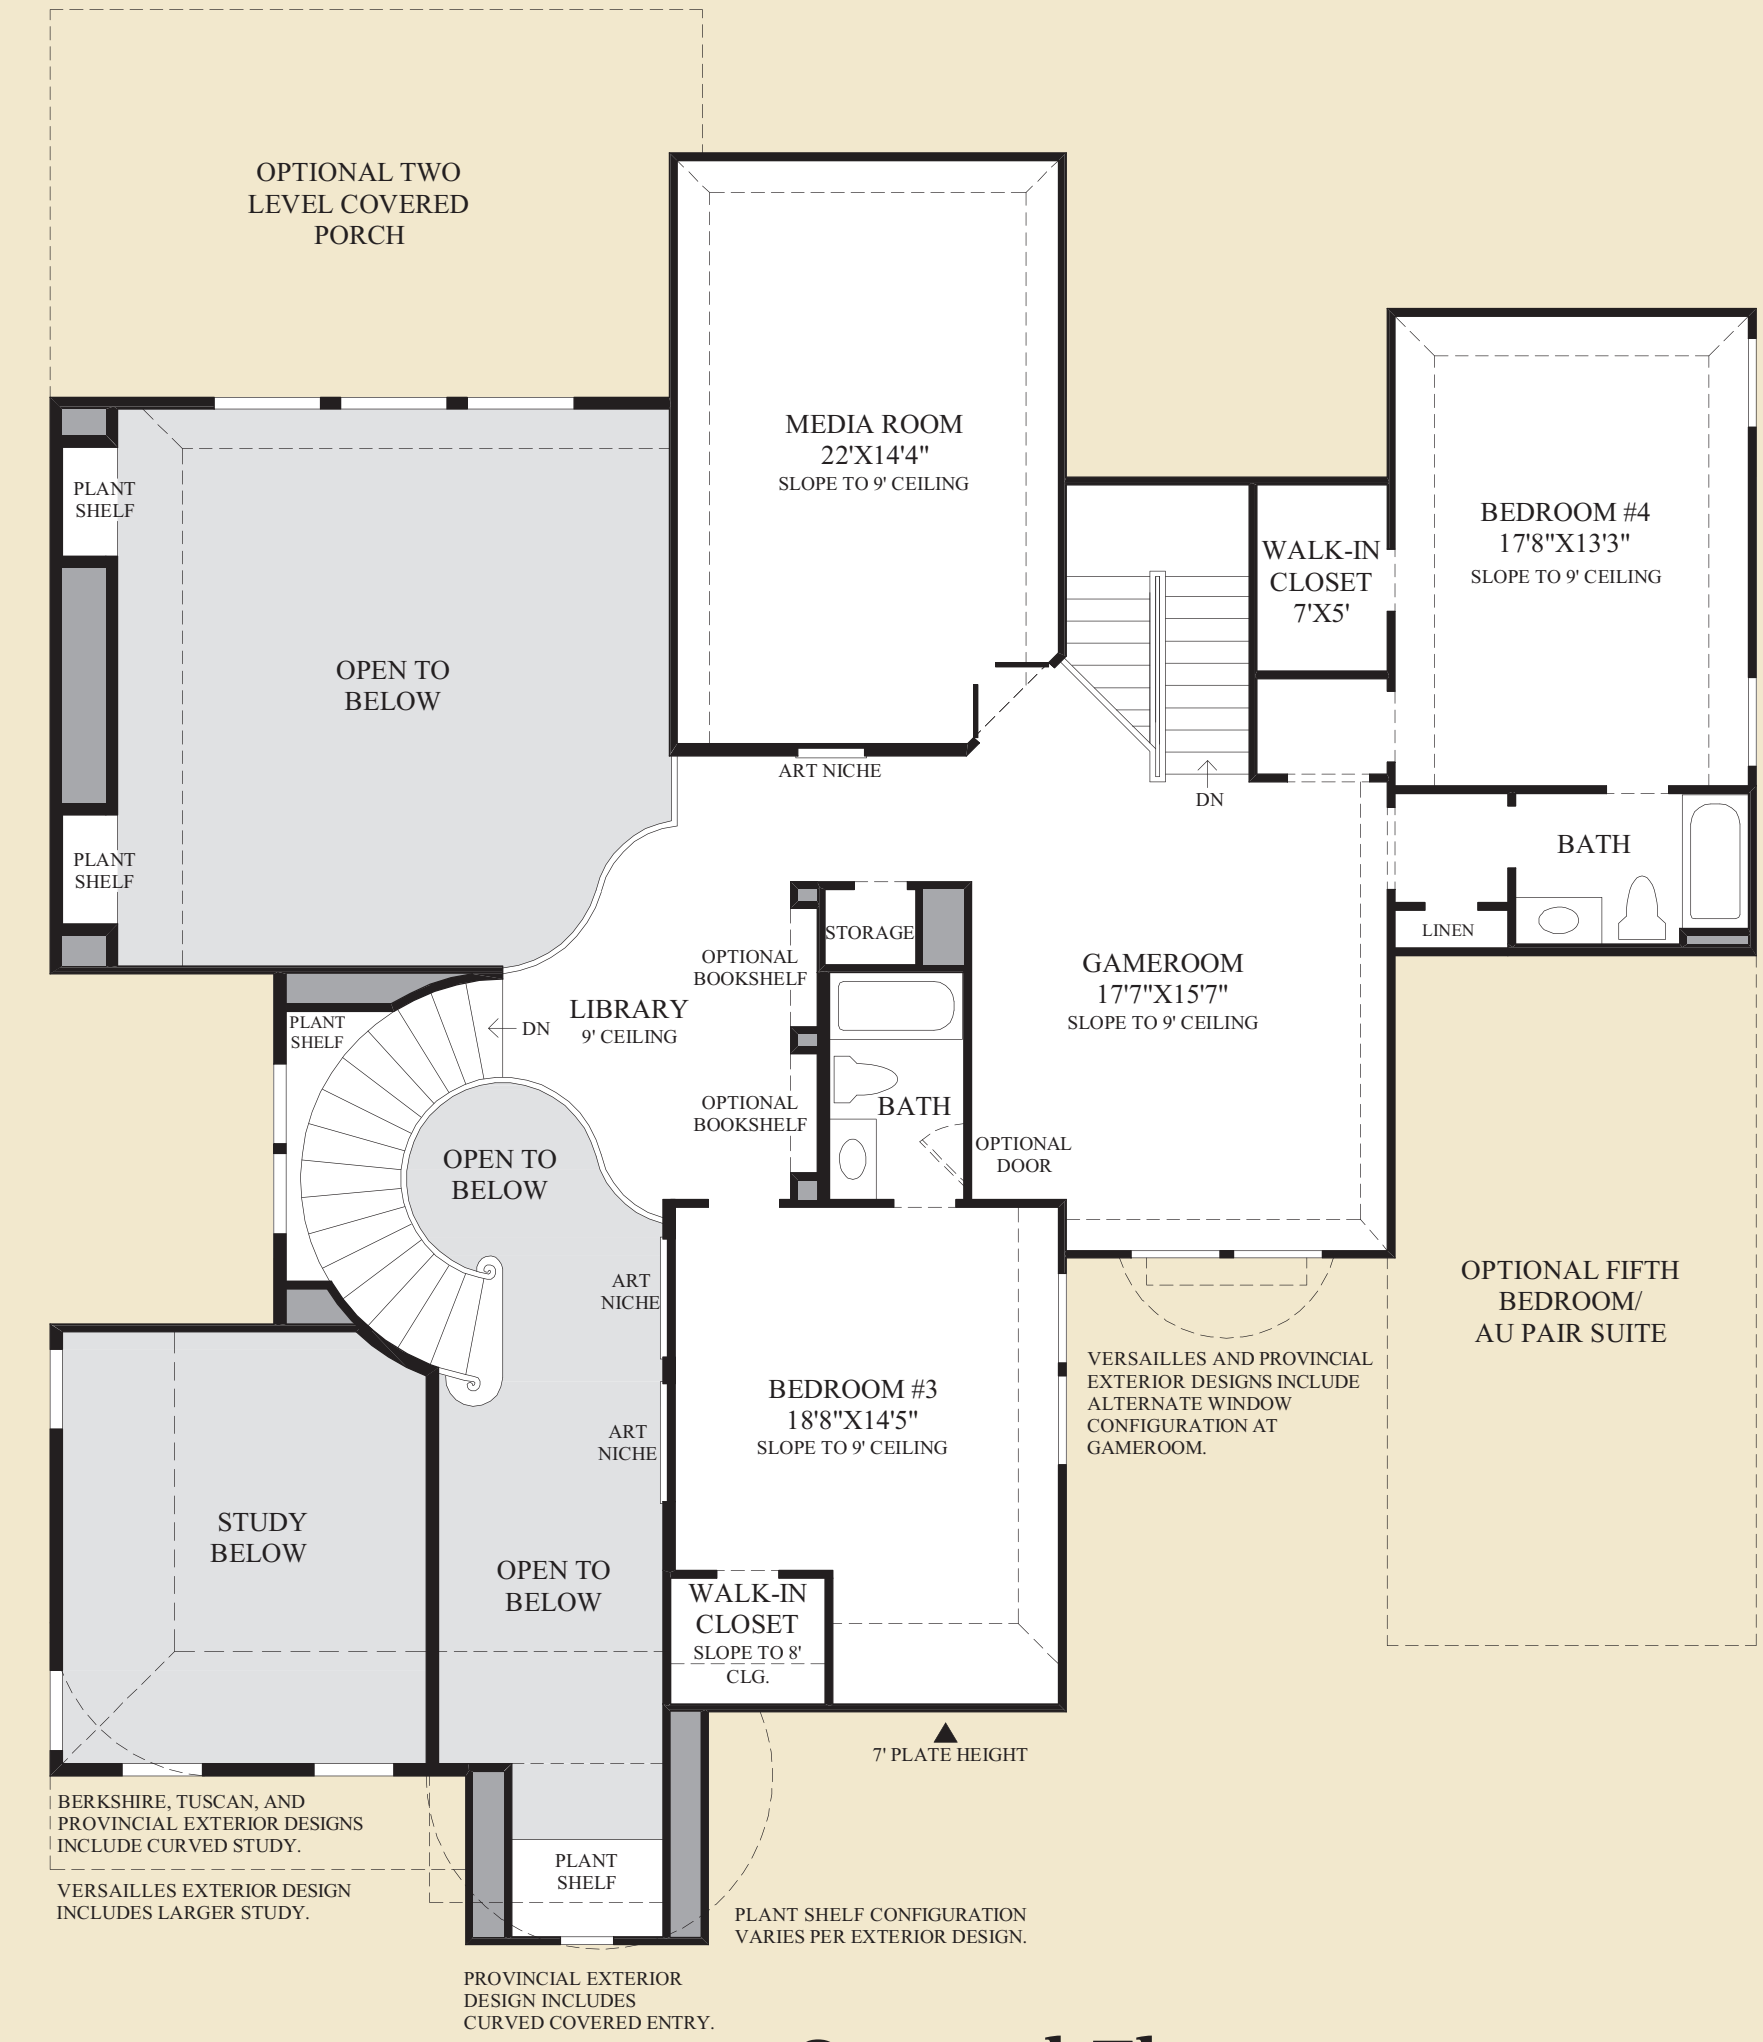 OPTIONAL TWO
LEVEL COVERED
PORCH
MEDIA ROOM
22'X14'4"
SLOPE TO 9' CEILING
PLANT
SHELF
BEDROOM #4
17'8"X13'3"
SLOPE TO 9' CEILING
WALK-IN
CLOSET
7'X5'
OPEN TO
BELOW
ART NICHE
DN
PLANT
SHELF
BATH
LINEN
STORAGE
OPTIONAL
BOOKSHELF
GAMEROOM
17'7"X15'7"
SLOPE TO 9' CEILING
LIBRARY
9' CEILING
PLANT
SHELF
DN
OPTIONAL
BOOKSHELF
BATH
OPTIONAL
DOOR
OPEN TO
BELOW
ART
NICHE
OPTIONAL FIFTH
BEDROOM/
AU PAIR SUITE
VERSAILLES AND PROVINCIAL
EXTERIOR DESIGNS INCLUDE
ALTERNATE WINDOW
CONFIGURATION AT
GAMEROOM.
BEDROOM #3
18'8"X14'5"
SLOPE TO 9' CEILING
ART
NICHE
STUDY
BELOW
OPEN TO
BELOW
WALK-IN
CLOSET
SLOPE TO 8'
CLG.
7' PLATE HEIGHT
BERKSHIRE, TUSCAN, AND
PROVINCIAL EXTERIOR DESIGNS
INCLUDE CURVED STUDY.
VERSAILLES EXTERIOR DESIGN
INCLUDES LARGER STUDY.
PLANT
SHELF
PLANT SHELF CONFIGURATION
VARIES PER EXTERIOR DESIGN.
PROVINCIAL EXTERIOR
DESIGN INCLUDES
CURVED COVERED ENTRY.